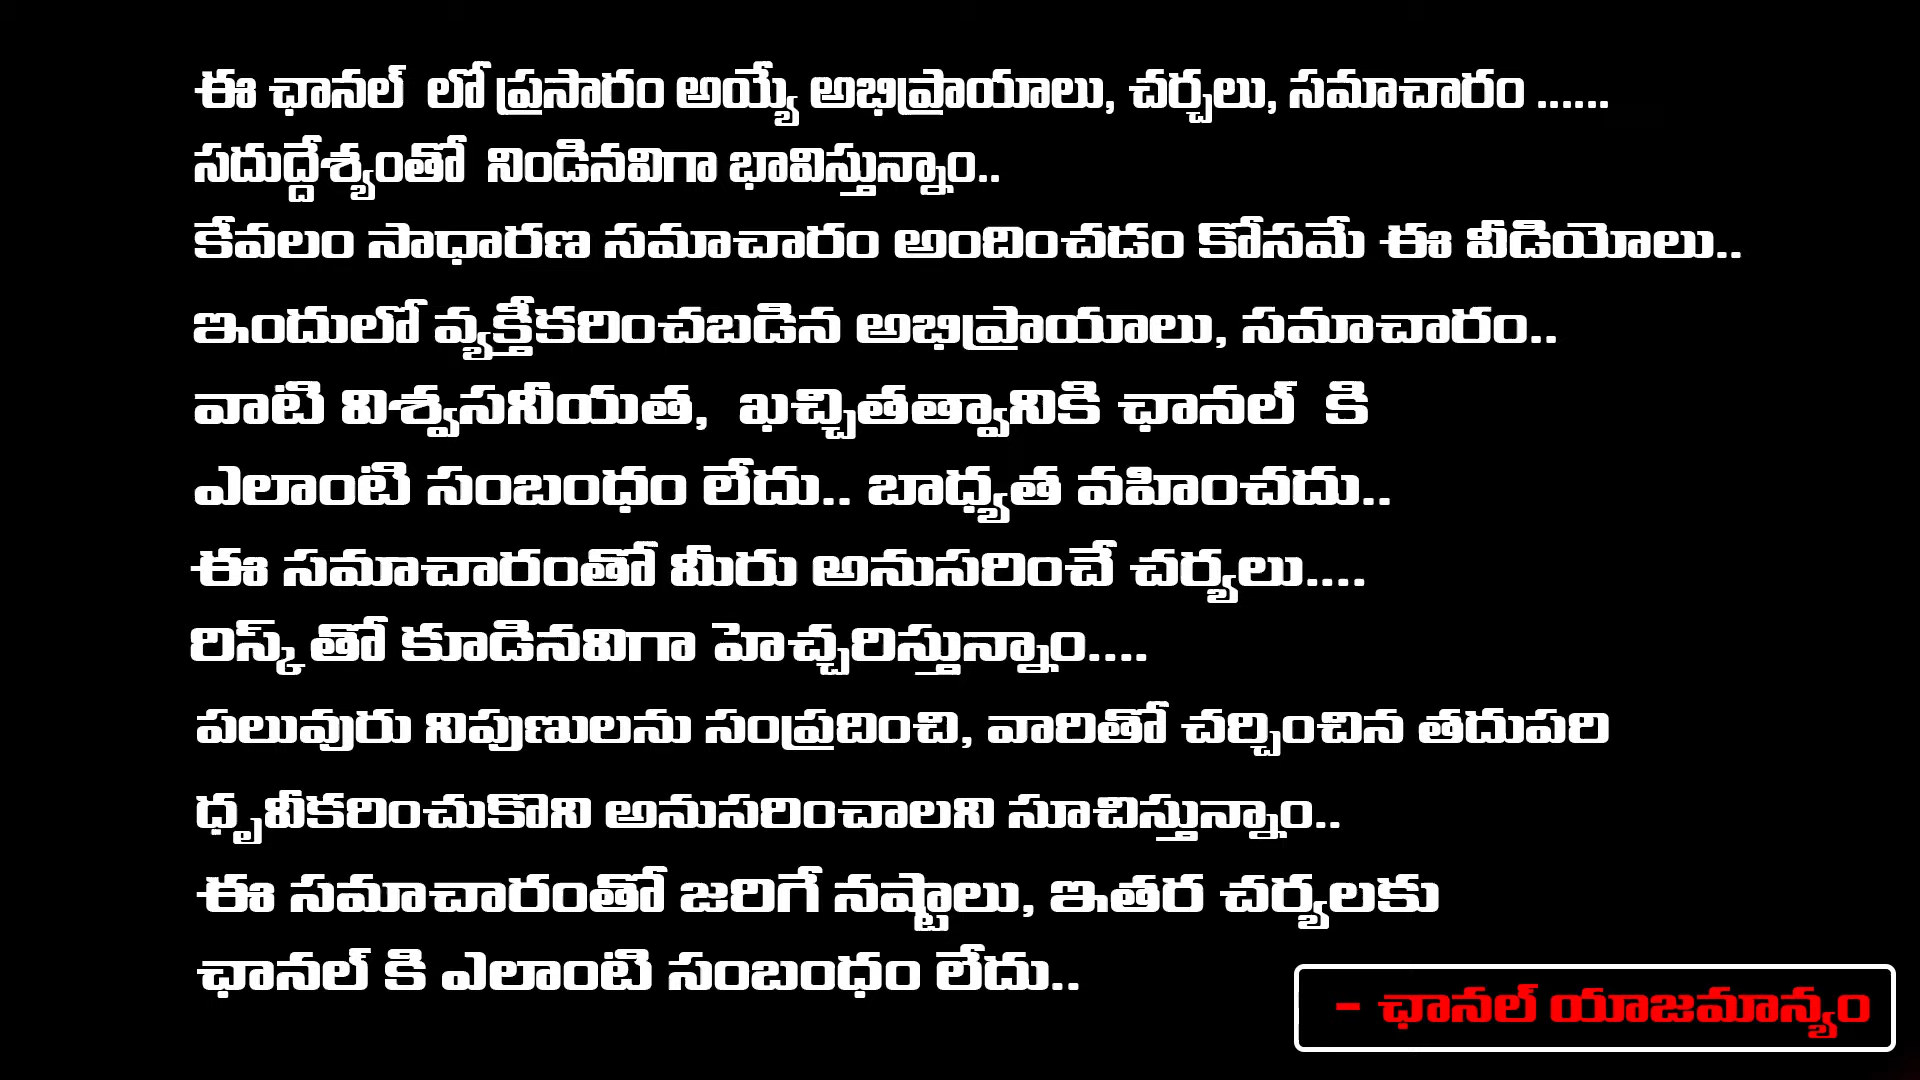 ఈ ఛానల్ లో ప్రసారం అయ్యే అభిప్రాయాలు, చర్చలు, సమాచారం ......
సదుద్దేశ్యంతో నిండినవిగా భావిస్తున్నాం..
కేవలం సాధారణ సమాచారం అందించడం కోసమే ఈ వీడియోలు..
ఇందులో వ్యక్తీకరించబడిన అభిప్రాయాలు, సమాచారం..
వాటి విశ్వసనీయత, ఖచ్చితత్వానికి ఛానల్ కి
ఎలాంటి సంబంధం లేదు.. బాధ్యత వహించదు..
ఈ సమాచారంతో మీరు అనుసరించే చర్యలు....
రిస్క్ తో కూడినవిగా హెచ్చరిస్తున్నాం....
పలువురు నిపుణులను సంప్రదించి, వారితో చర్చించిన తదుపరి
ధృవీకరించుకొని అనుసరించాలని సూచిస్తున్నాం..
ఈ సమాచారంతో జరిగే నష్టాలు, ఇతర చర్యలకు
ఛానల్ కి ఎలాంటి సంబంధం లేదు..
- ఛానల్ యాజమాన్యం